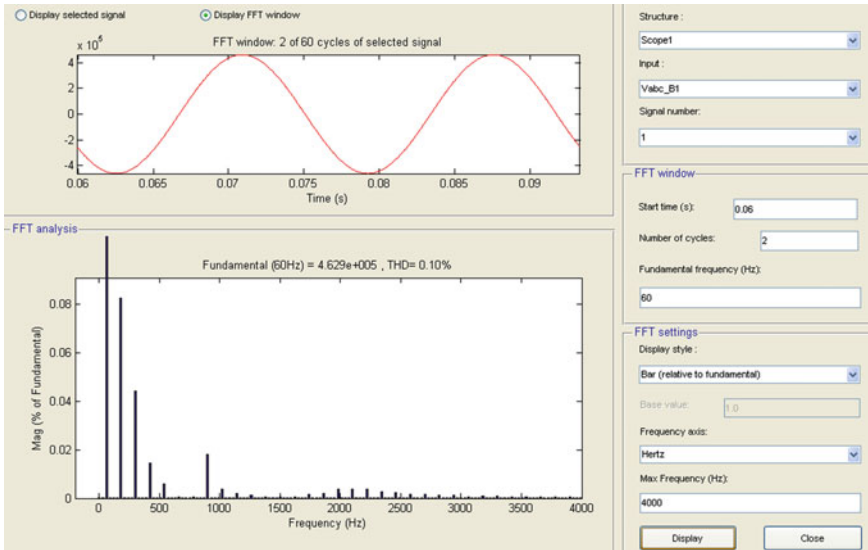 Display selected signal
Display FFT window
FFT window: 2 of 60 cycles of selected signal
x 10^5
4
2
0
-2
-4
0.06 0.065 0.07 0.075 0.08 0.085 0.09
Time (s)
FFT analysis
Fundamental (60Hz) = 4.629e+005 , THD= 0.10%
Mag (% of Fundamental)
0.08
0.06
0.04
0.02
0
0 500 1000 1500 2000 2500 3000 3500 4000
Frequency (Hz)
Structure :
Scope1
Input :
Vabc_B1
Signal number:
1
FFT window
Start time (s):
0.06
Number of cycles:
2
Fundamental frequency (Hz):
60
FFT settings
Display style :
Bar (relative to fundamental)
Base value:
1.0
Frequency axis:
Hertz
Max Frequency (Hz):
4000
Display
Close